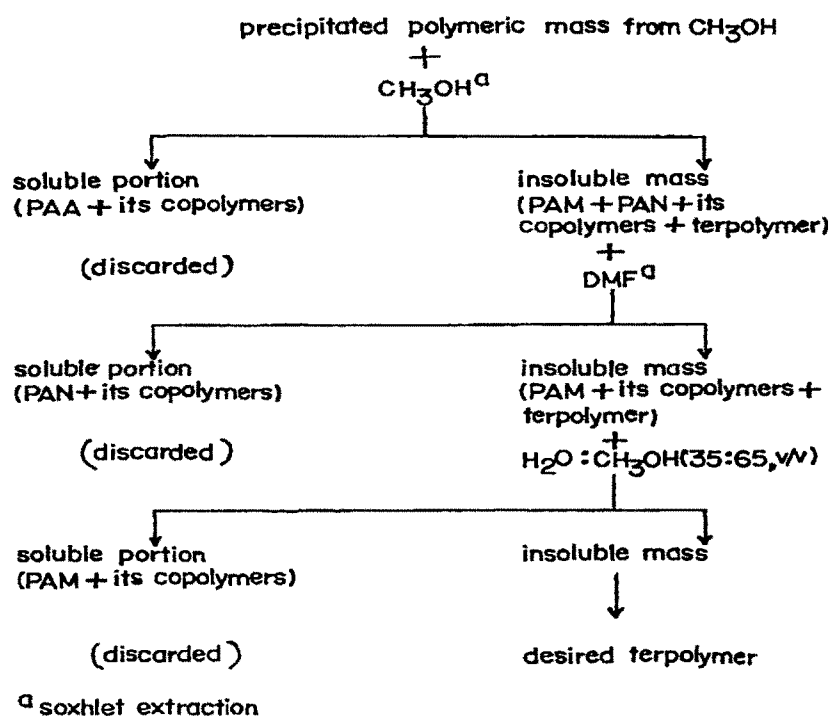 precipitated polymeric mass from CH3OH
+
CH3OHᵃ
soluble portion
(PAA + its copolymers)
(discarded)
insoluble mass
(PAM + PAN + its
copolymers + terpolymer)
+
DMFᵃ
soluble portion
(PAN + its copolymers)
(discarded)
insoluble mass
(PAM + its copolymers +
terpolymer)
+
H2O : CH3OH(35:65, v/v)
soluble portion
(PAM + its copolymers)
(discarded)
insoluble mass
desired terpolymer
ᵃ soxhlet extraction